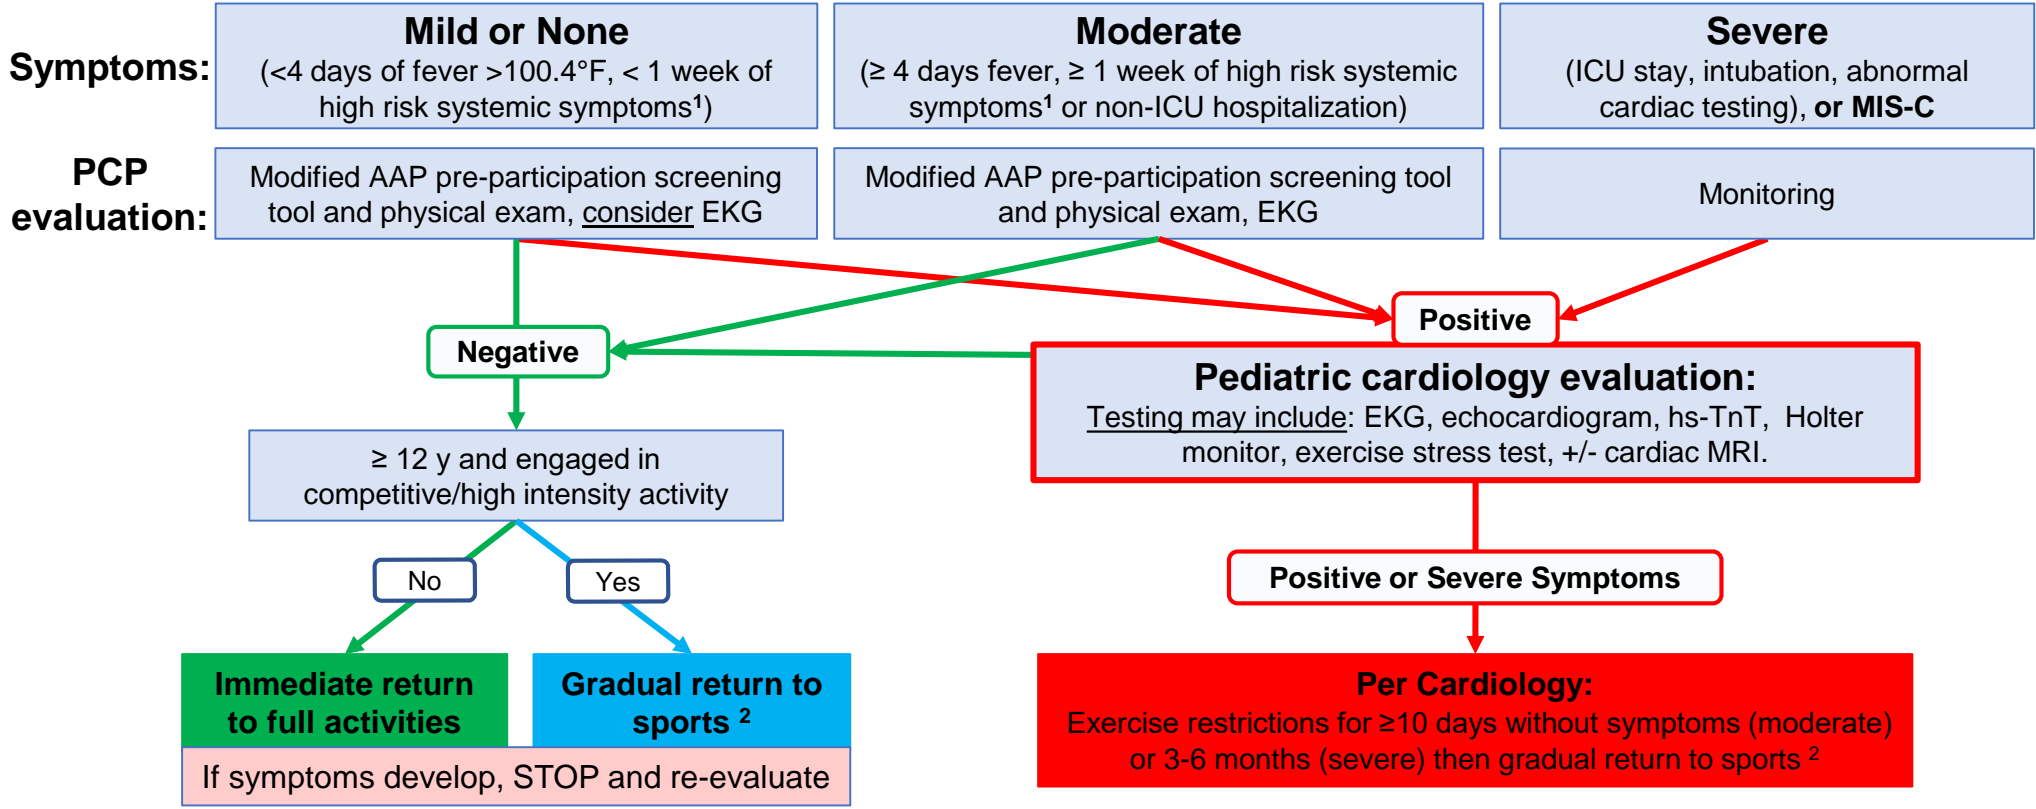 Symptoms:
Mild or None
(<4 days of fever >100.4°F, < 1 week of
high risk systemic symptoms¹)
Moderate
(≥ 4 days fever, ≥ 1 week of high risk systemic
symptoms¹ or non-ICU hospitalization)
Severe
(ICU stay, intubation, abnormal
cardiac testing), or MIS-C
PCP
evaluation:
Modified AAP pre-participation screening
tool and physical exam, consider EKG
Modified AAP pre-participation screening tool
and physical exam, EKG
Monitoring
Negative
Positive
Pediatric cardiology evaluation:
Testing may include: EKG, echocardiogram, hs-TnT, Holter
monitor, exercise stress test, +/- cardiac MRI.
≥ 12 y and engaged in
competitive/high intensity activity
No
Yes
Positive or Severe Symptoms
Immediate return
to full activities
Gradual return to
sports ²
If symptoms develop, STOP and re-evaluate
Per Cardiology:
Exercise restrictions for ≥10 days without symptoms (moderate)
or 3-6 months (severe) then gradual return to sports ²